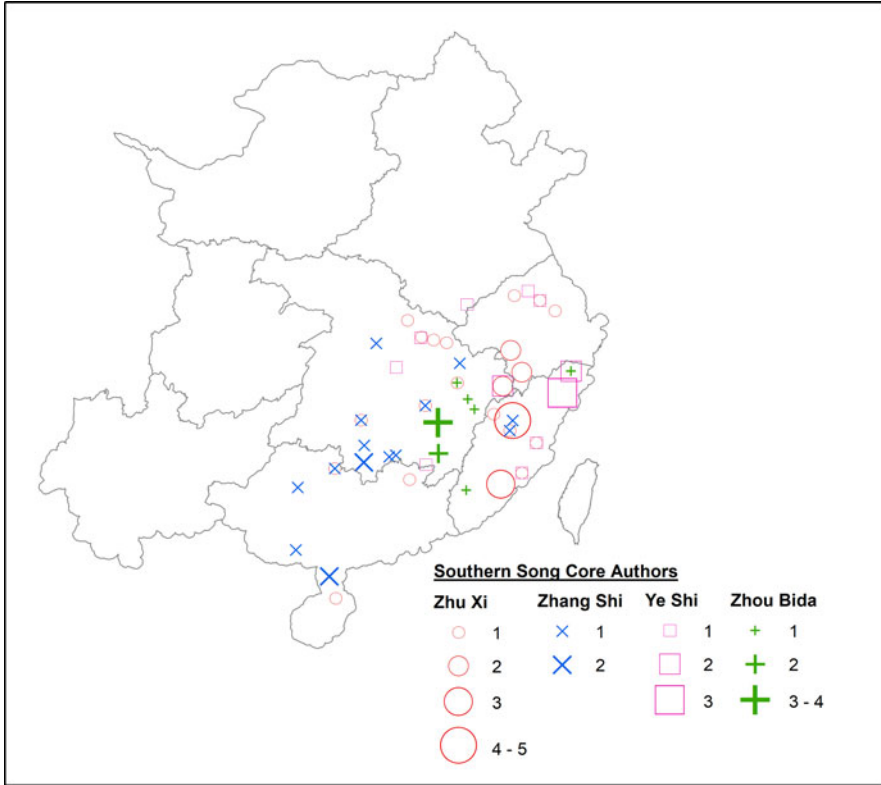 Southern Song Core Authors
Zhu Xi Zhang Shi Ye Shi Zhou Bida
1 1 1 1
2 2 2 2
3 3 3 - 4
4 - 5